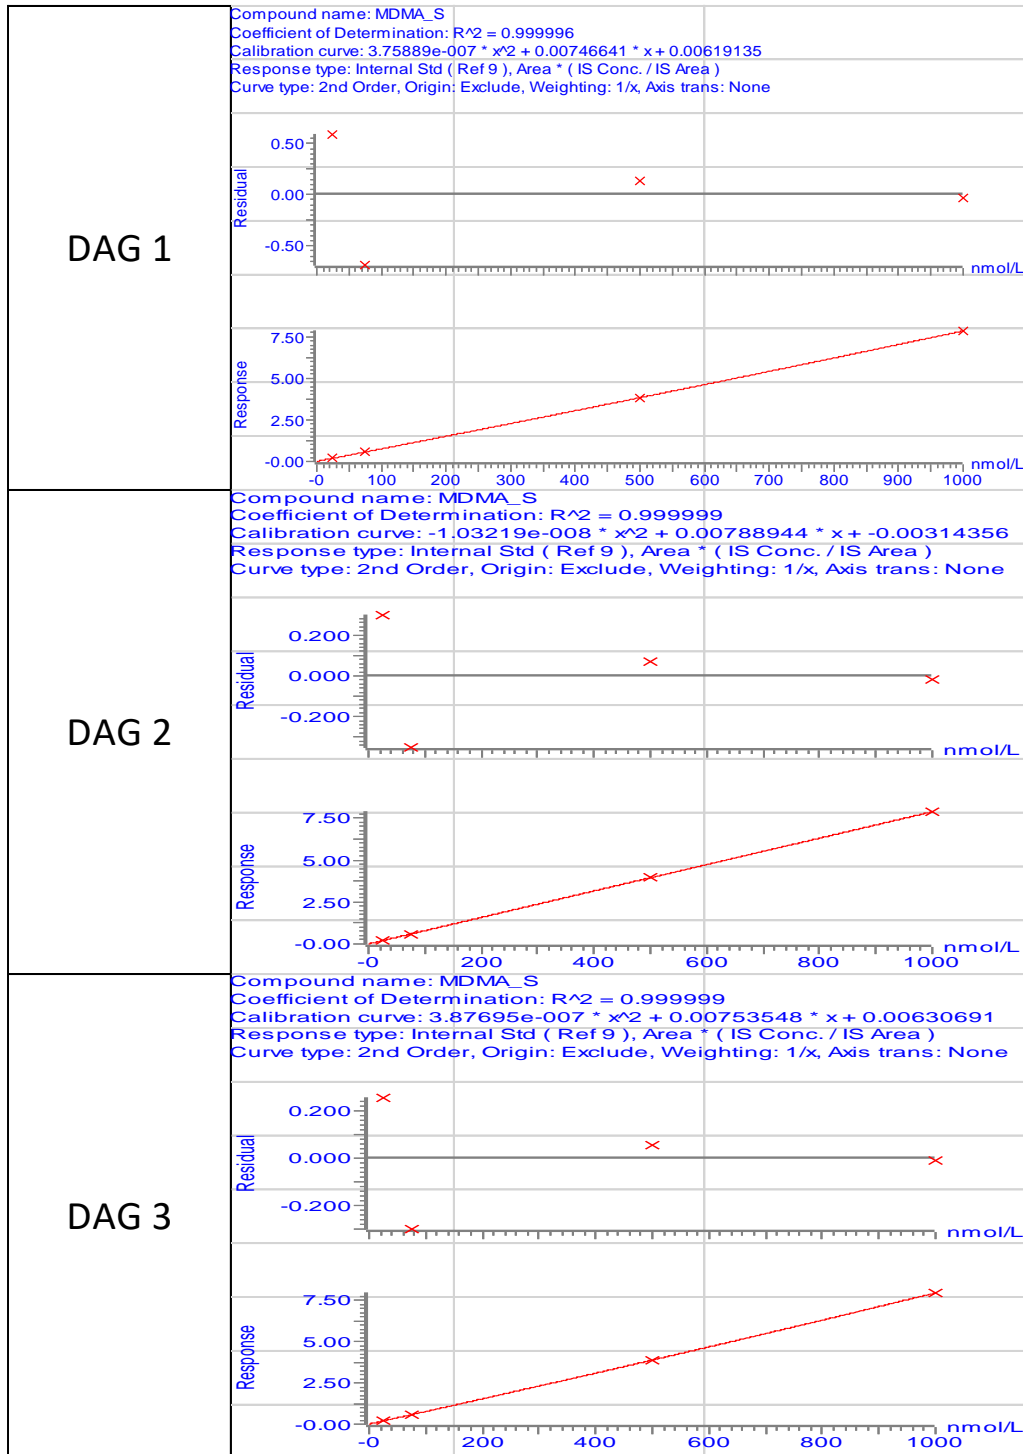 DAG 1
Compound name: MDMA_S
Coefficient of Determination: R^2 = 0.999996
Calibration curve: 3.75889e-007 * x^2 + 0.00746641 * x + 0.00619135
Response type: Internal Std ( Ref 9 ), Area * ( IS Conc. / IS Area )
Curve type: 2nd Order, Origin: Exclude, Weighting: 1/x, Axis trans: None
Residual
0.50
0.00
-0.50
nmol/L
Response
7.50
5.00
2.50
-0.00
nmol/L
-0 100 200 300 400 500 600 700 800 900 1000
DAG 2
Compound name: MDMA_S
Coefficient of Determination: R^2 = 0.999999
Calibration curve: -1.03219e-008 * x^2 + 0.00788944 * x + -0.00314356
Response type: Internal Std ( Ref 9 ), Area * ( IS Conc. / IS Area )
Curve type: 2nd Order, Origin: Exclude, Weighting: 1/x, Axis trans: None
Residual
0.200
0.000
-0.200
nmol/L
Response
7.50
5.00
2.50
-0.00
nmol/L
-0 200 400 600 800 1000
DAG 3
Compound name: MDMA_S
Coefficient of Determination: R^2 = 0.999999
Calibration curve: 3.87695e-007 * x^2 + 0.00753548 * x + 0.00630691
Response type: Internal Std ( Ref 9 ), Area * ( IS Conc. / IS Area )
Curve type: 2nd Order, Origin: Exclude, Weighting: 1/x, Axis trans: None
Residual
0.200
0.000
-0.200
nmol/L
Response
7.50
5.00
2.50
-0.00
nmol/L
-0 200 400 600 800 1000